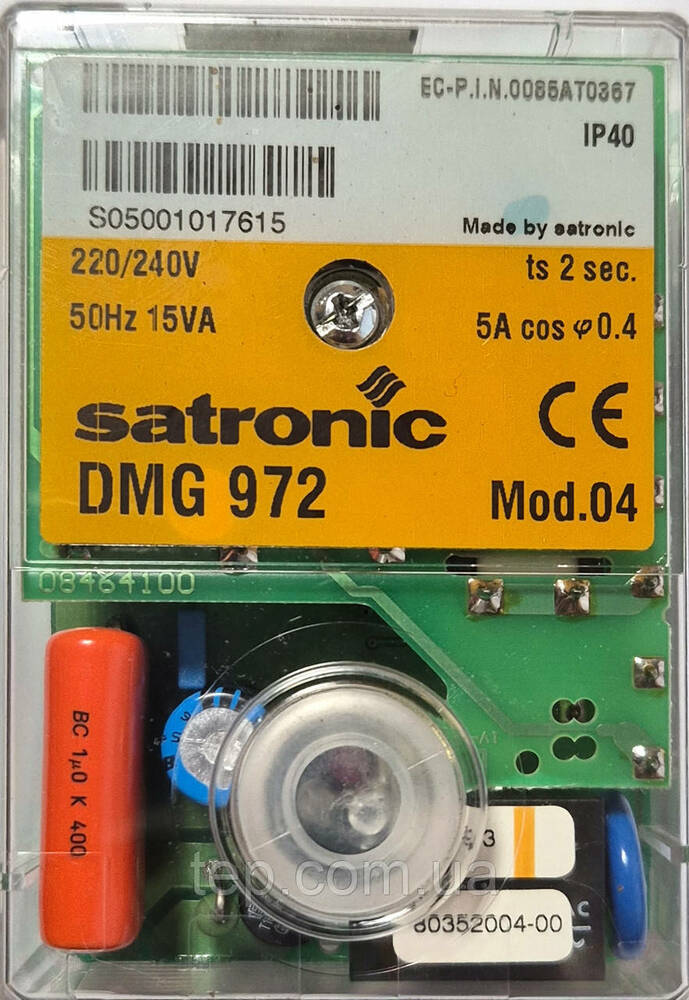 EC-P.I.N.0085AT0367
IP40
S05001017615
Made by satronic
220/240V
ts 2 sec.
50Hz 15VA
5A cos φ 0.4
satronic
CE
DMG 972
Mod.04
08464100
BC 1µ0 K 400
3
tep.com.ua
80352004-00